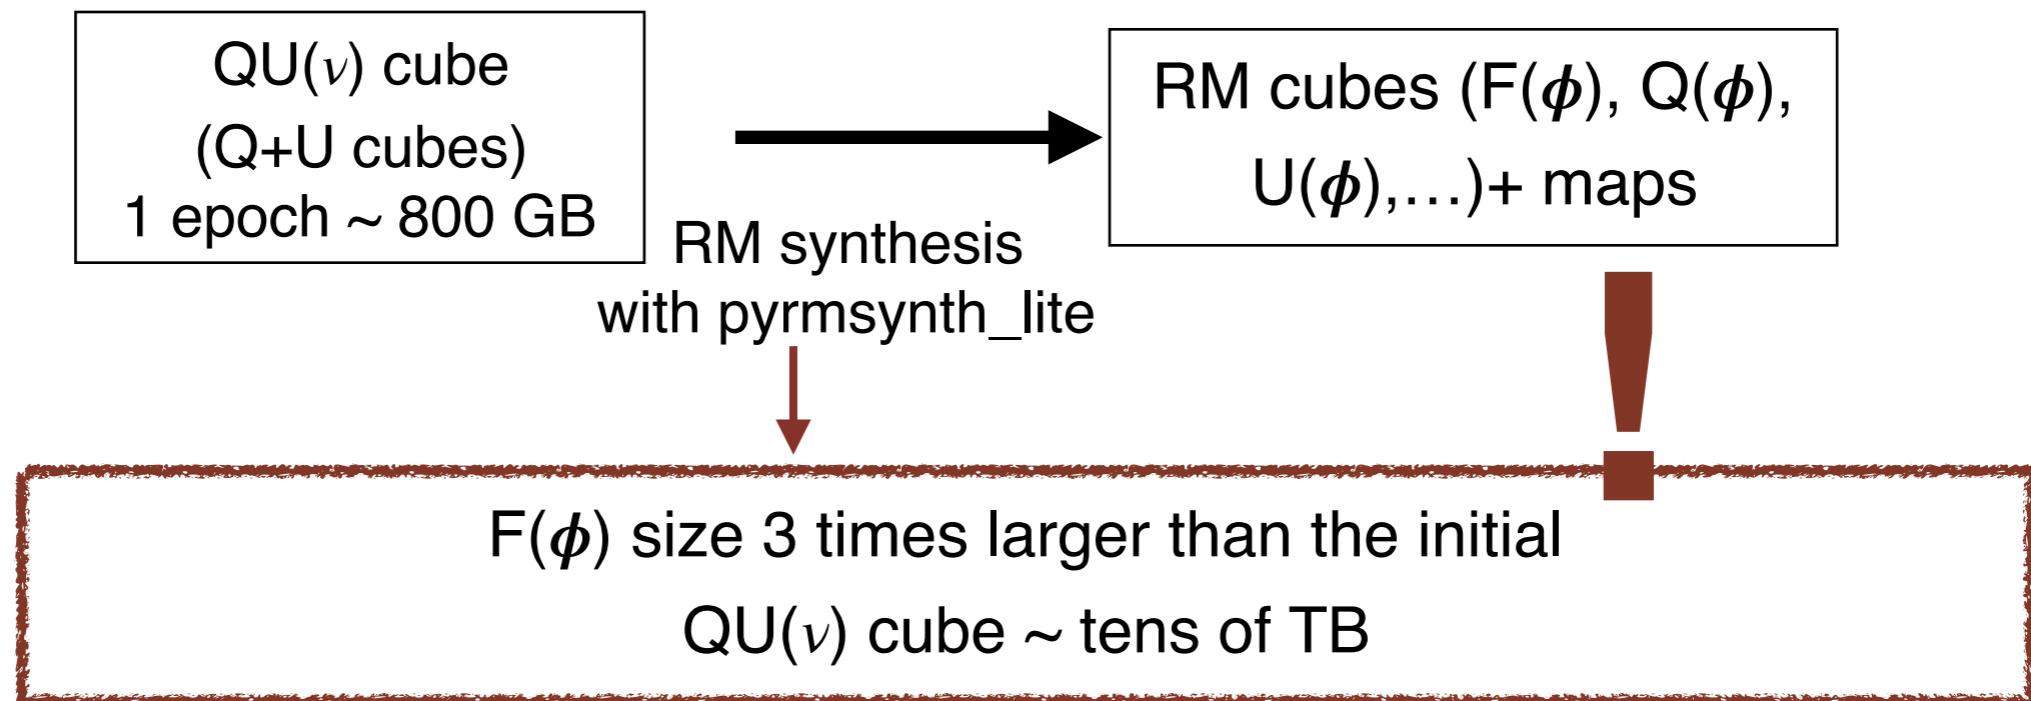 QU(ν) cube
(Q+U cubes)
1 epoch ~ 800 GB
RM synthesis
with pyrmsynth_lite
RM cubes (F(ϕ), Q(ϕ),
U(ϕ),…)+ maps
!
F(ϕ) size 3 times larger than the initial
QU(ν) cube ~ tens of TB